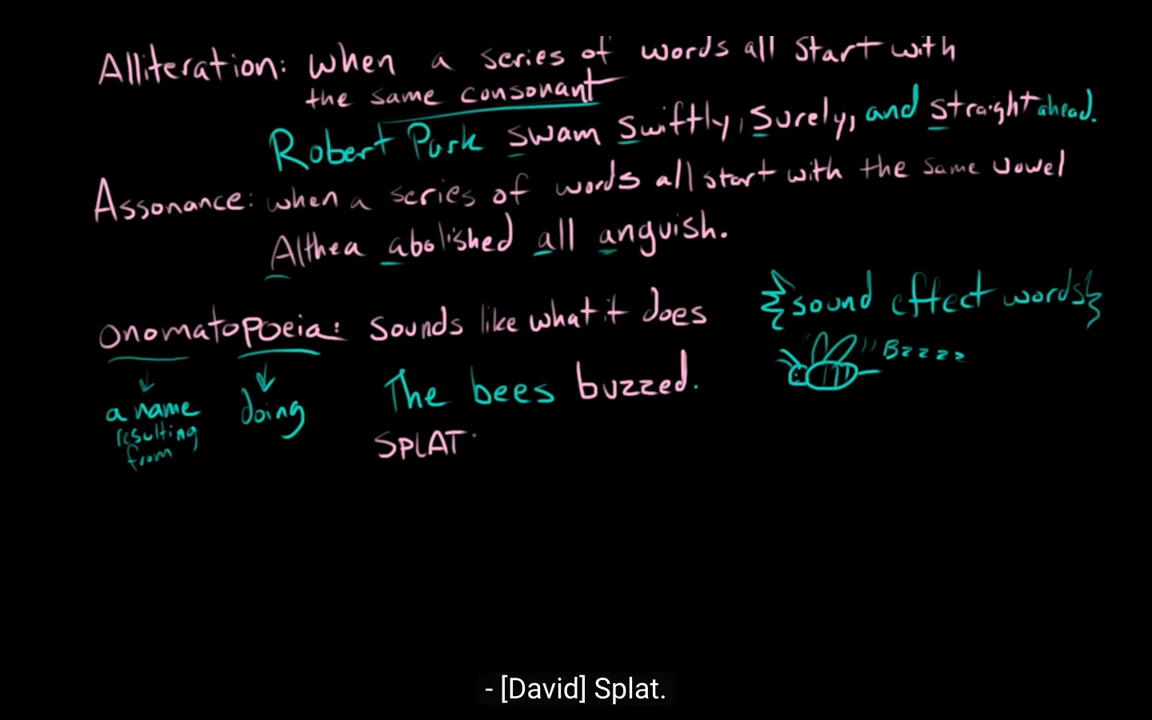 Alliteration: when a series of words all start with
the same consonant
Robert Park swam swiftly, surely, and straight ahead.
Assonance: when a series of words all start with the same vowel
Althea abolished all anguish.
onomatopoeia: sounds like what it does
{sound effect words}
Bzzzz
a name
resulting
from
doing
The bees buzzed.
SPLAT
- [David] Splat.